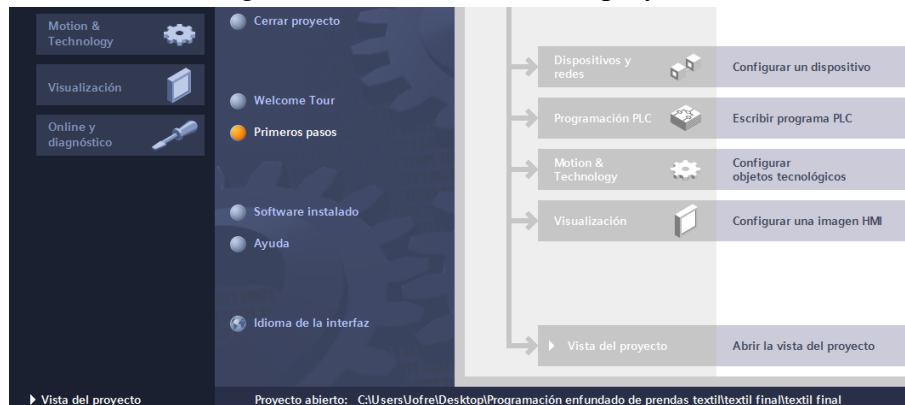 Motion &
Technology
Visualización
Online y
diagnóstico
Vista del proyecto
Cerrar proyecto
Welcome Tour
Primeros pasos
Software instalado
Ayuda
Idioma de la interfaz
Dispositivos y
redes
Configurar un dispositivo
Programación PLC
Escribir programa PLC
Motion &
Technology
Configurar
objetos tecnológicos
Visualización
Configurar una imagen HMI
Vista del proyecto
Abrir la vista del proyecto
Proyecto abierto: C:\Users\Jofre\Desktop\Programación enfundado de prendas textil\textil final\textil final